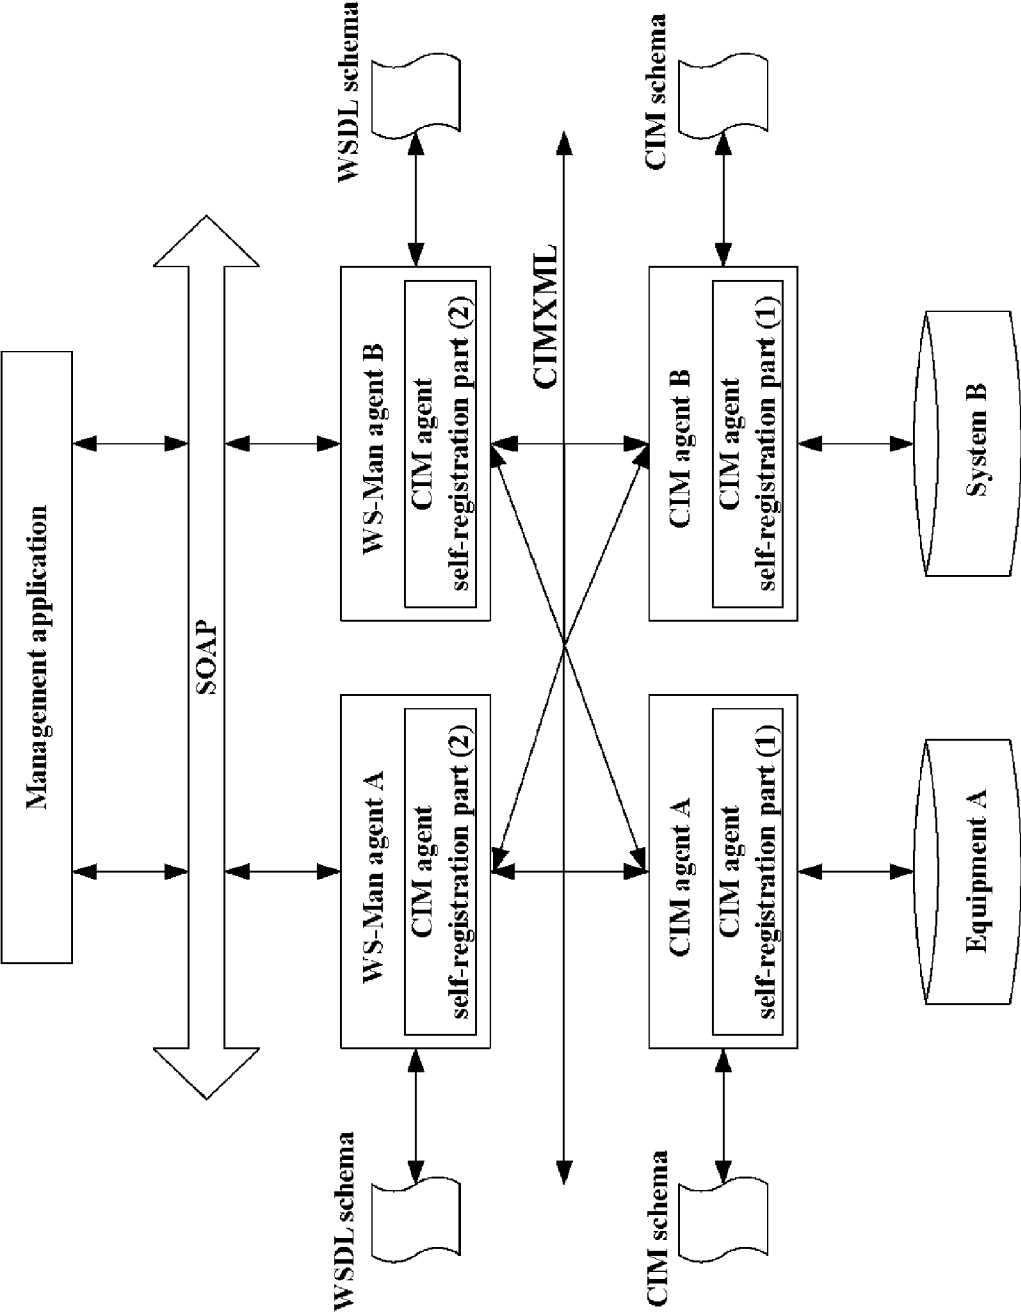 Management application
SOAP
WSDL schema
WS-Man agent A
CIM agent
self-registration part (2)
WS-Man agent B
CIM agent
self-registration part (2)
WSDL schema
CIMXML
CIM schema
CIM agent A
CIM agent
self-registration part (1)
CIM agent B
CIM agent
self-registration part (1)
CIM schema
Equipment A
System B